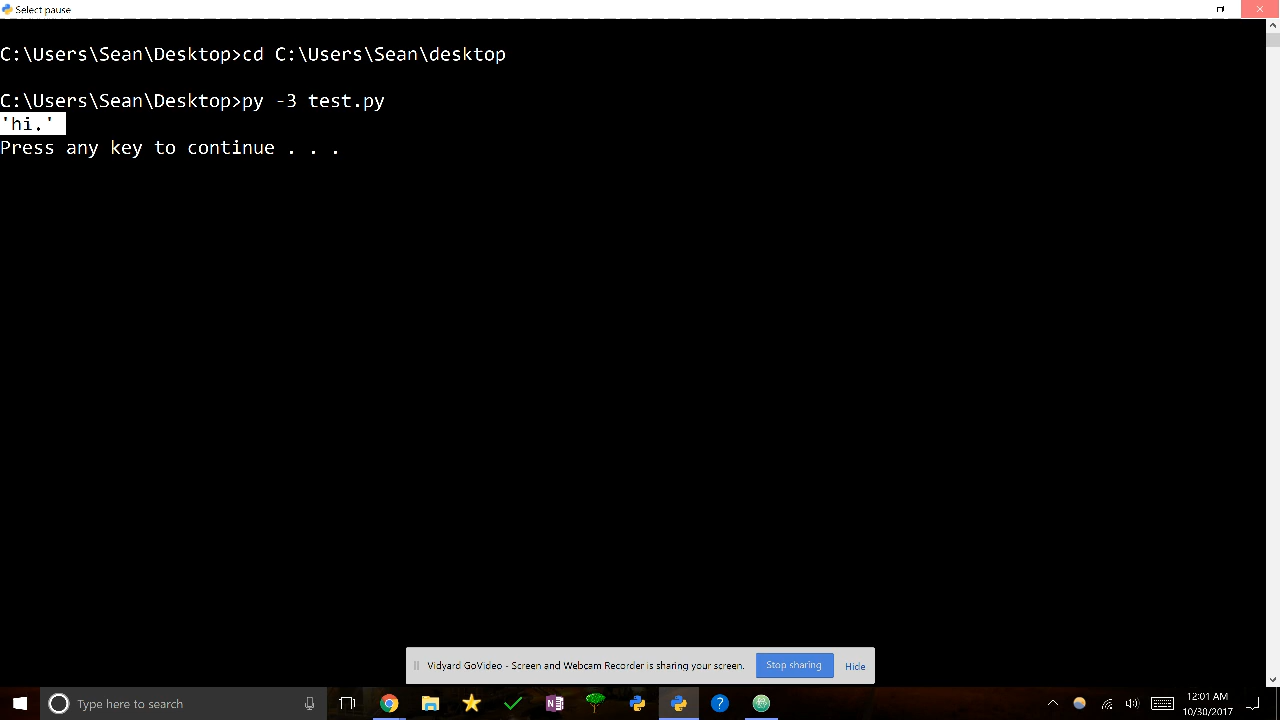 Select pause
C:\Users\Sean\Desktop>cd C:\Users\Sean\desktop
C:\Users\Sean\Desktop>py -3 test.py
'hi.'
Press any key to continue . . .
Vidyard GoVideo - Screen and Webcam Recorder is sharing your screen.
Stop sharing
Hide
Type here to search
N
?
12:01 AM
10/30/2017